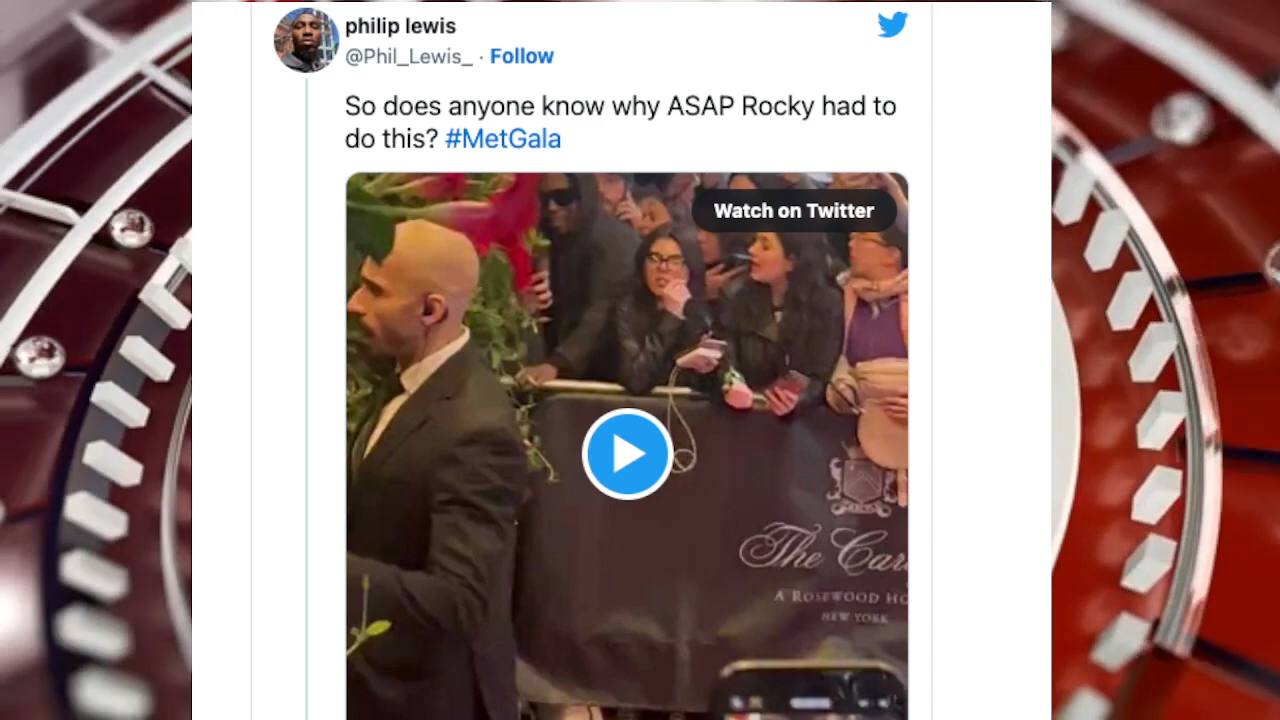 philip lewis
@Phil_Lewis_ · Follow
So does anyone know why ASAP Rocky had to
do this? #MetGala
Watch on Twitter
The Car
A ROSEWOOD HO
NEW YORK